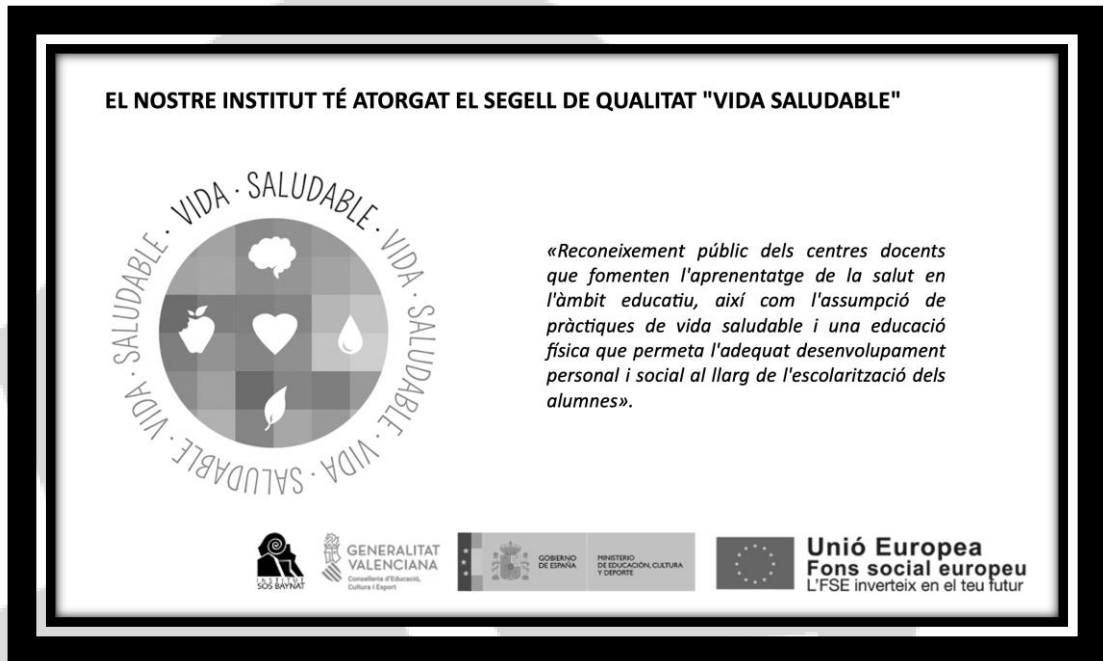 EL NOSTRE INSTITUT TÉ ATORGAT EL SEGELL DE QUALITAT "VIDA SALUDABLE"
VIDA · SALUDABLE · VIDA · SALUDABLE · VIDA · SALUDABLE · VIDA · SALUDABLE ·
«Reconeixement públic dels centres docents
que fomenten l'aprenentatge de la salut en
l'àmbit educatiu, així com l'assumpció de
pràctiques de vida saludable i una educació
física que permeta l'adequat desenvolupament
personal i social al llarg de l'escolarització dels
alumnes».
INSTITUT
SOS BAYNAT
GENERALITAT
VALENCIANA
Conselleria d'Educació,
Cultura i Esport
GOBIERNO
DE ESPAÑA
MINISTERIO
DE EDUCACIÓN, CULTURA
Y DEPORTE
Unió Europea
Fons social europeu
L'FSE inverteix en el teu futur